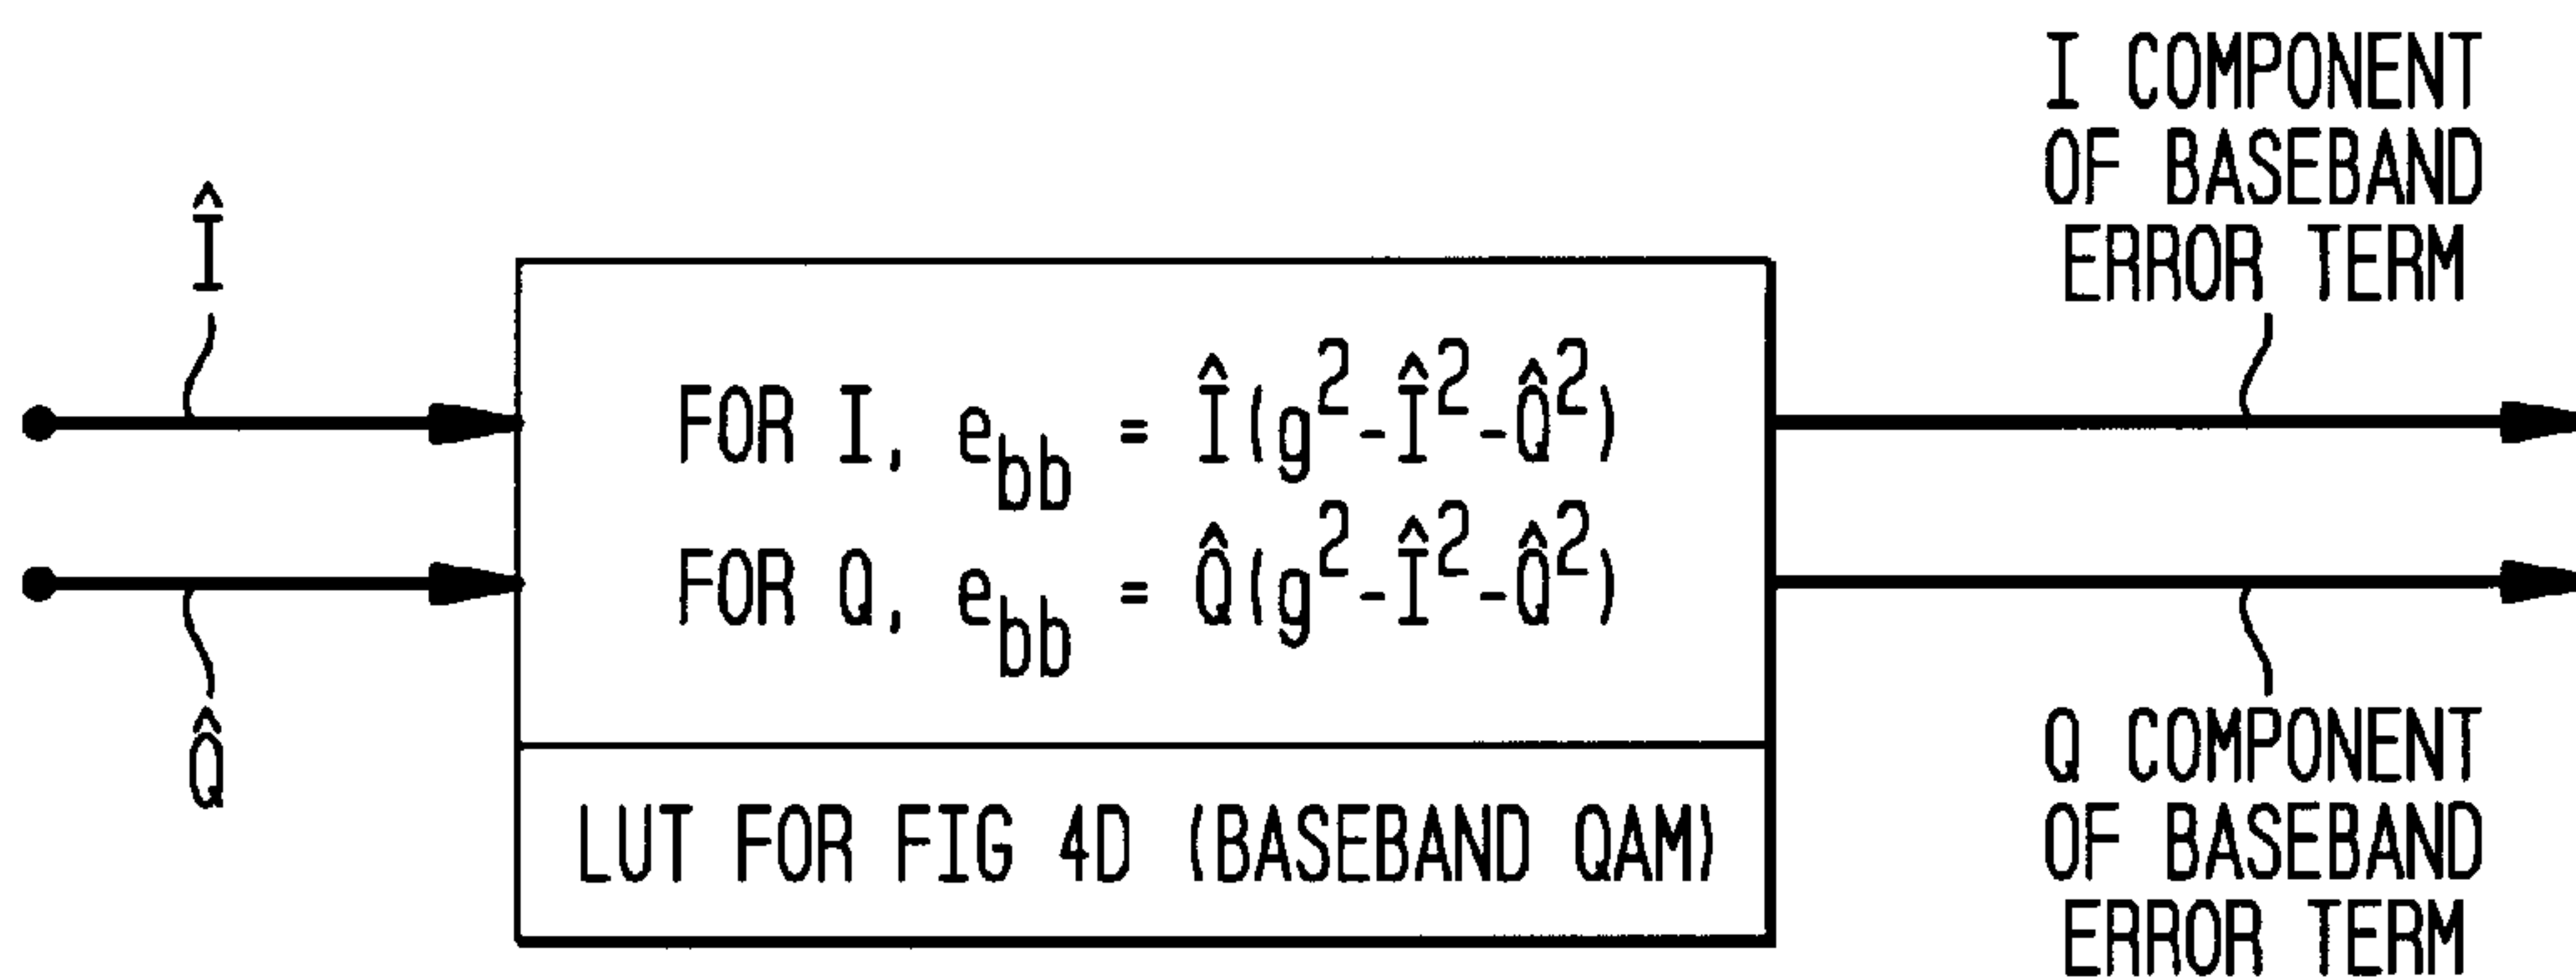 I COMPONENT
OF BASEBAND
ERROR TERM
Î
FOR I, e_bb = Î(g²-Î²-Q̂²)
FOR Q, e_bb = Q̂(g²-Î²-Q̂²)
Q̂
LUT FOR FIG 4D (BASEBAND QAM)
Q COMPONENT
OF BASEBAND
ERROR TERM